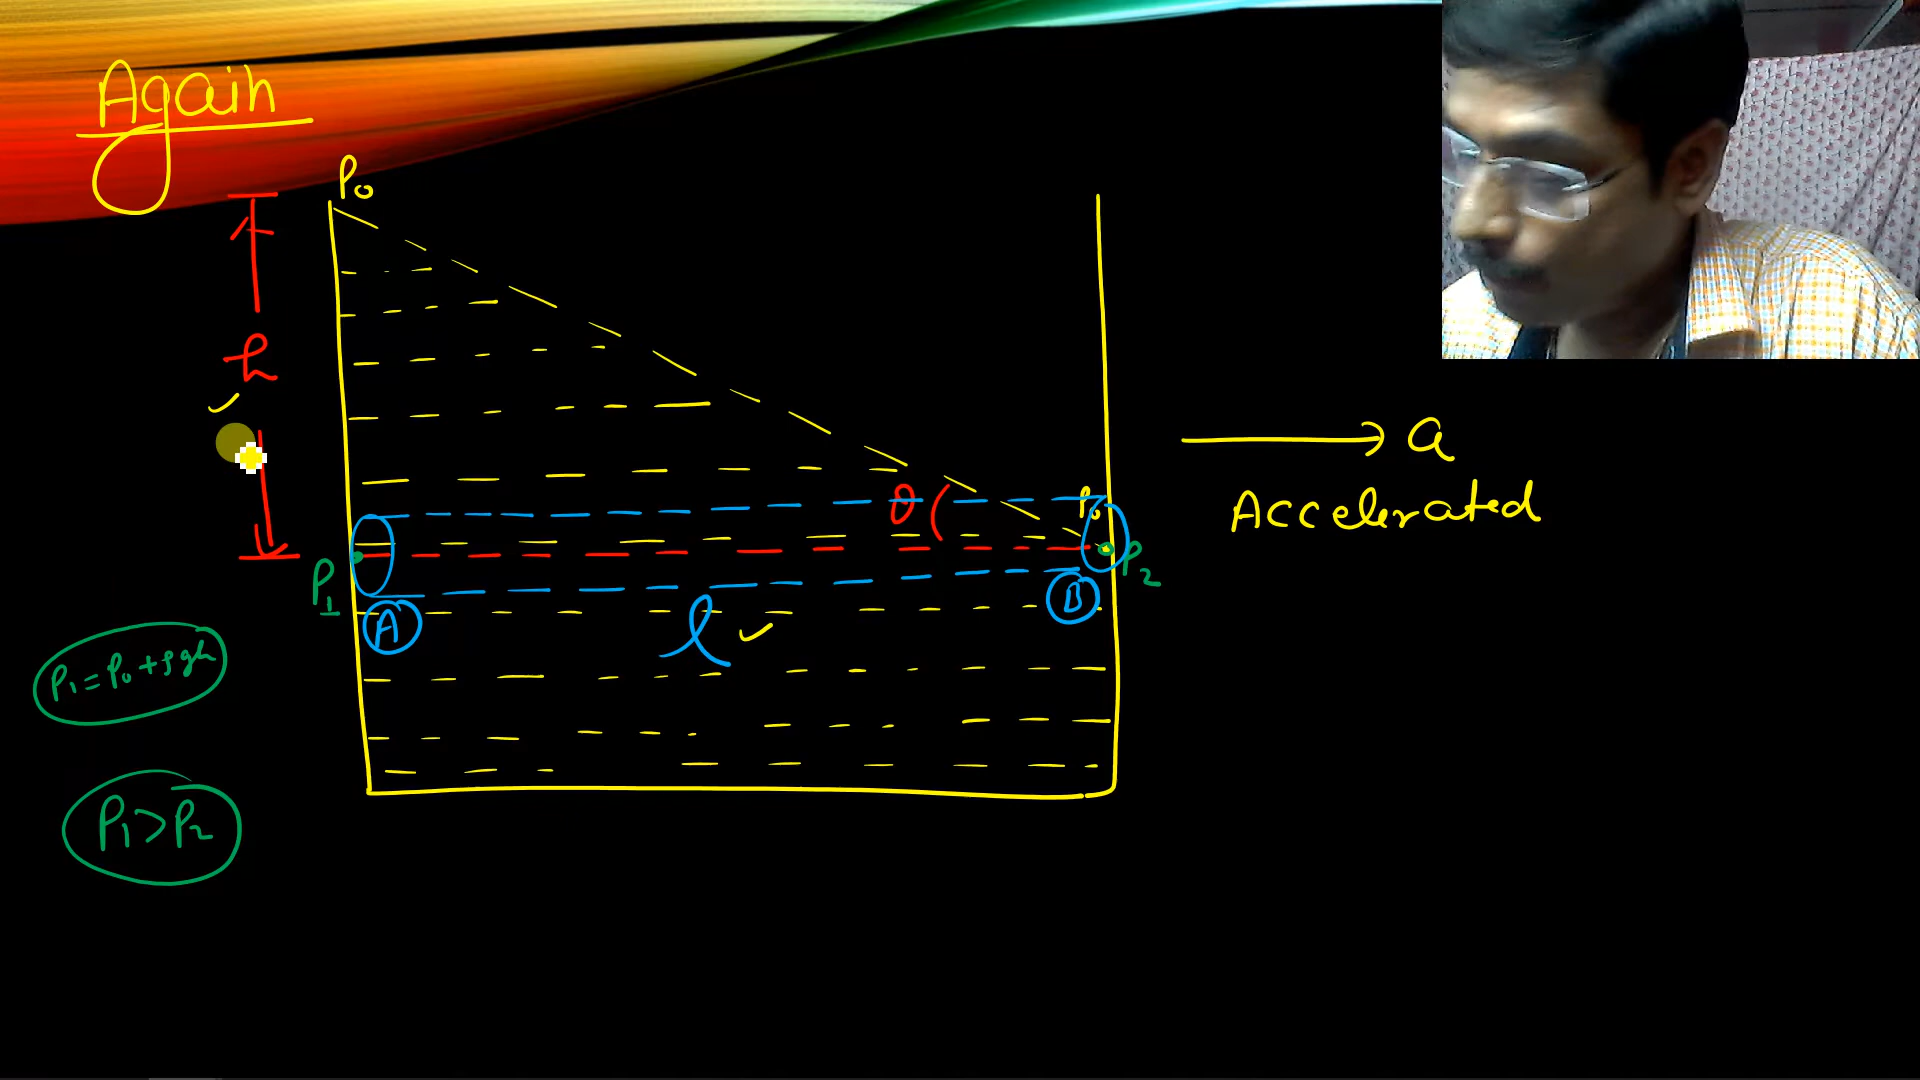 Again
P₀
h
θ
P₀
a
Accelerated
P₁
P₂
A
B
l
P₁ = P₀ + ρgh
P₁ > P₂